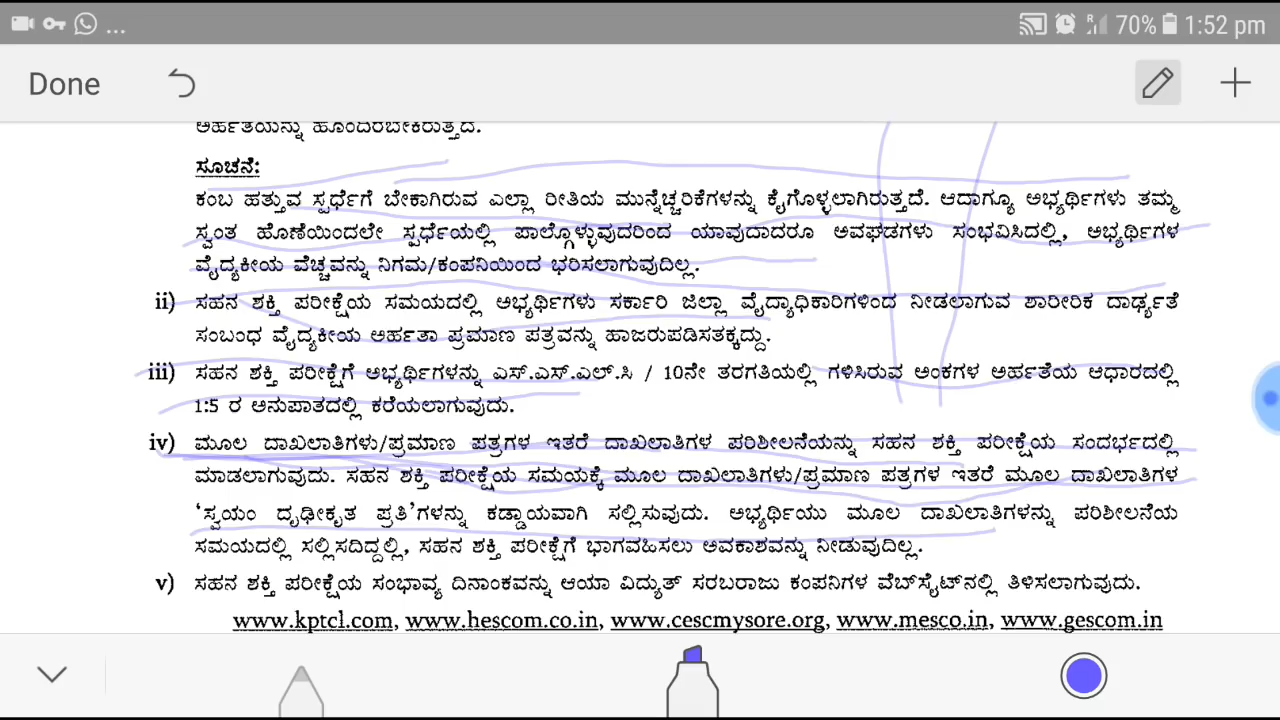 ... 70% 1:52 pm
Done
ಅರ್ಹತೆಯನ್ನು ಹೊಂದಿರಬೇಕಿರುತ್ತದೆ.
ಸೂಚನೆ:
ಕಂಬ ಹತ್ತುವ ಸ್ಪರ್ಧೆಗೆ ಬೇಕಾಗಿರುವ ಎಲ್ಲಾ ರೀತಿಯ ಮುನ್ನೆಚ್ಚರಿಕೆಗಳನ್ನು ಕೈಗೊಳ್ಳಲಾಗಿರುತ್ತದೆ. ಆದಾಗ್ಯೂ ಅಭ್ಯರ್ಥಿಗಳು ತಮ್ಮ
ಸ್ವಂತ ಹೊಣೆಯಿಂದಲೇ ಸ್ಪರ್ಧೆಯಲ್ಲಿ ಪಾಲ್ಗೊಳ್ಳುವುದರಿಂದ ಯಾವುದಾದರೂ ಅವಘಡಗಳು ಸಂಭವಿಸಿದಲ್ಲಿ, ಅಭ್ಯರ್ಥಿಗಳ
ವೈದ್ಯಕೀಯ ವೆಚ್ಚವನ್ನು ನಿಗಮ/ಕಂಪನಿಯಿಂದ ಭರಿಸಲಾಗುವುದಿಲ್ಲ.
ii) ಸಹನ ಶಕ್ತಿ ಪರೀಕ್ಷೆಯ ಸಮಯದಲ್ಲಿ ಅಭ್ಯರ್ಥಿಗಳು ಸರ್ಕಾರಿ ಜಿಲ್ಲಾ ವೈದ್ಯಾಧಿಕಾರಿಗಳಿಂದ ನೀಡಲಾಗುವ ಶಾರೀರಿಕ ದಾರ್ಢ್ಯತೆ
ಸಂಬಂಧ ವೈದ್ಯಕೀಯ ಅರ್ಹತಾ ಪ್ರಮಾಣ ಪತ್ರವನ್ನು ಹಾಜರುಪಡಿಸತಕ್ಕದ್ದು.
iii) ಸಹನ ಶಕ್ತಿ ಪರೀಕ್ಷೆಗೆ ಅಭ್ಯರ್ಥಿಗಳನ್ನು ಎಸ್.ಎಸ್.ಎಲ್.ಸಿ / 10ನೇ ತರಗತಿಯಲ್ಲಿ ಗಳಿಸಿರುವ ಅಂಕಗಳ ಅರ್ಹತೆಯ ಆಧಾರದಲ್ಲಿ
1:5 ರ ಅನುಪಾತದಲ್ಲಿ ಕರೆಯಲಾಗುವುದು.
iv) ಮೂಲ ದಾಖಲಾತಿಗಳು/ಪ್ರಮಾಣ ಪತ್ರಗಳ ಇತರೆ ದಾಖಲಾತಿಗಳ ಪರಿಶೀಲನೆಯನ್ನು ಸಹನ ಶಕ್ತಿ ಪರೀಕ್ಷೆಯ ಸಂದರ್ಭದಲ್ಲಿ
ಮಾಡಲಾಗುವುದು. ಸಹನ ಶಕ್ತಿ ಪರೀಕ್ಷೆಯ ಸಮಯಕ್ಕೆ ಮೂಲ ದಾಖಲಾತಿಗಳು/ಪ್ರಮಾಣ ಪತ್ರಗಳ ಇತರೆ ಮೂಲ ದಾಖಲಾತಿಗಳ
'ಸ್ವಯಂ ದೃಢೀಕೃತ ಪ್ರತಿ'ಗಳನ್ನು ಕಡ್ಡಾಯವಾಗಿ ಸಲ್ಲಿಸುವುದು. ಅಭ್ಯರ್ಥಿಯು ಮೂಲ ದಾಖಲಾತಿಗಳನ್ನು ಪರಿಶೀಲನೆಯ
ಸಮಯದಲ್ಲಿ ಸಲ್ಲಿಸದಿದ್ದಲ್ಲಿ, ಸಹನ ಶಕ್ತಿ ಪರೀಕ್ಷೆಗೆ ಭಾಗವಹಿಸಲು ಅವಕಾಶವನ್ನು ನೀಡುವುದಿಲ್ಲ.
v) ಸಹನ ಶಕ್ತಿ ಪರೀಕ್ಷೆಯ ಸಂಭಾವ್ಯ ದಿನಾಂಕವನ್ನು ಆಯಾ ವಿದ್ಯುತ್ ಸರಬರಾಜು ಕಂಪನಿಗಳ ವೆಬ್‌ಸೈಟ್‌ನಲ್ಲಿ ತಿಳಿಸಲಾಗುವುದು.
www.kptcl.com, www.hescom.co.in, www.cescmysore.org, www.mesco.in, www.gescom.in